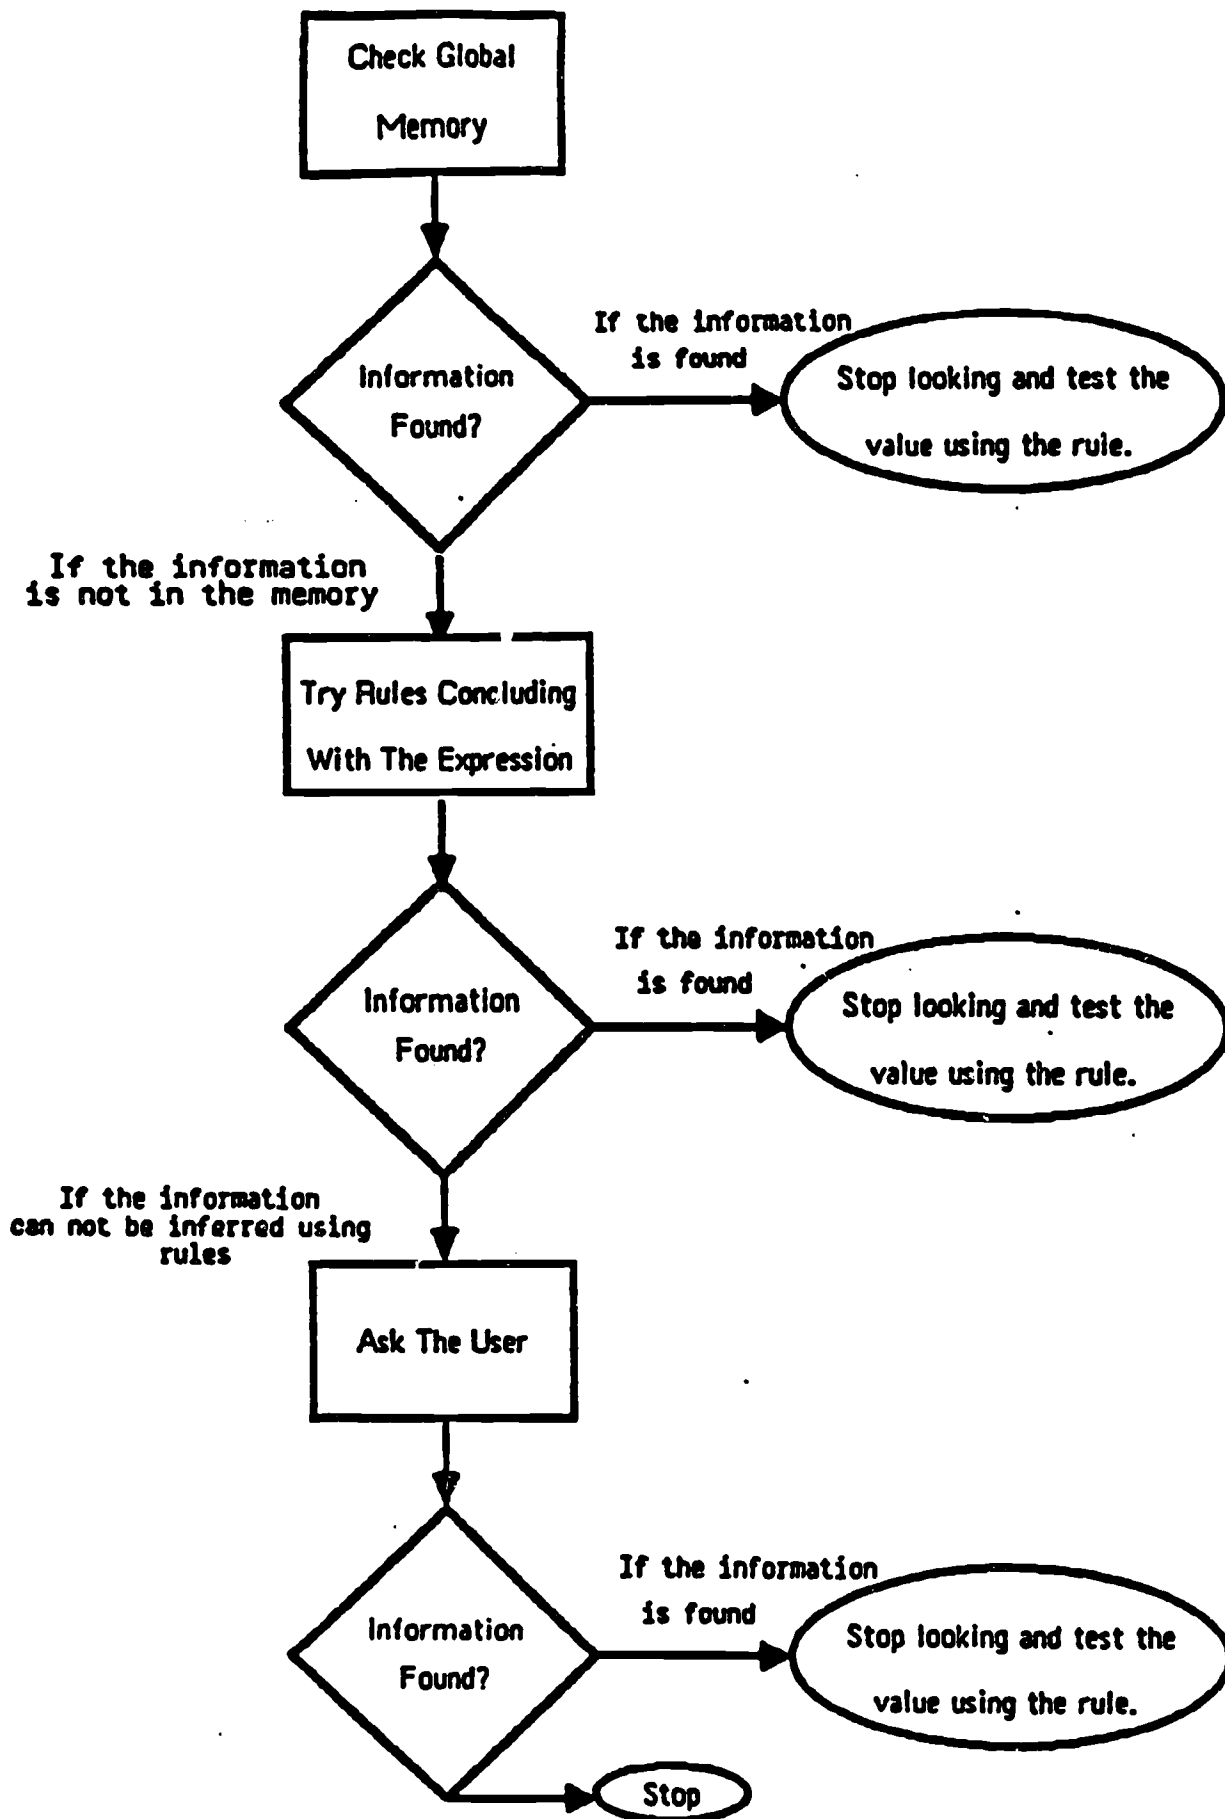 Check Global
Memory
Information
Found?
If the information
is found
Stop looking and test the
value using the rule.
If the information
is not in the memory
Try Rules Concluding
With The Expression
Information
Found?
If the information
is found
Stop looking and test the
value using the rule.
If the information
can not be inferred using
rules
Ask The User
Information
Found?
If the information
is found
Stop looking and test the
value using the rule.
Stop